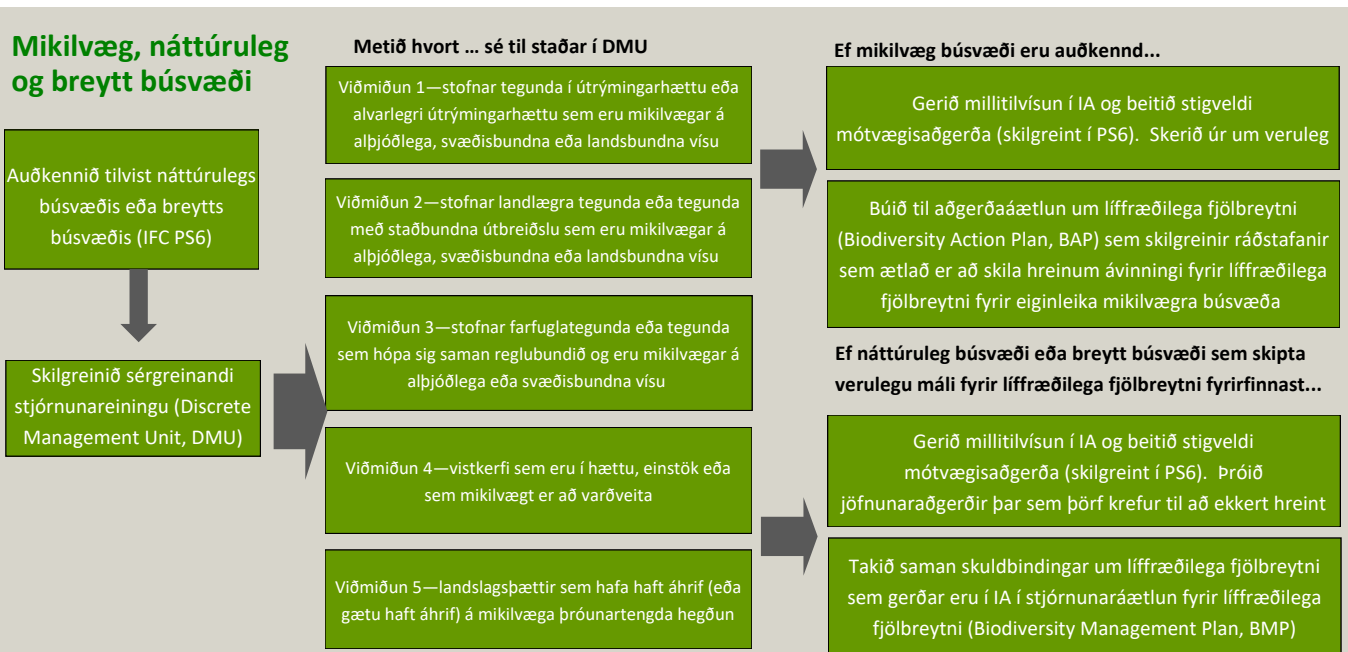 Mikilvæg, náttúruleg
og breytt búsvæði
Auðkennið tilvist náttúrulegs
búsvæðis eða breytts
búsvæðis (IFC PS6)
Skilgreinið sérgreinandi
stjórnunareiningu (Discrete
Management Unit, DMU)
Metið hvort … sé til staðar í DMU
Viðmiðun 1—stofnar tegunda í útrýmingarhættu eða
alvarlegri útrýmingarhættu sem eru mikilvægar á
alþjóðlega, svæðisbundna eða landsbundna vísu
Viðmiðun 2—stofnar landlægra tegunda eða tegunda
með staðbundna útbreiðslu sem eru mikilvægar á
alþjóðlega, svæðisbundna eða landsbundna vísu
Viðmiðun 3—stofnar farfuglategunda eða tegunda
sem hópa sig saman reglubundið og eru mikilvægar á
alþjóðlega eða svæðisbundna vísu
Viðmiðun 4—vistkerfi sem eru í hættu, einstök eða
sem mikilvægt er að varðveita
Viðmiðun 5—landslagsþættir sem hafa haft áhrif (eða
gætu haft áhrif) á mikilvæga þróunartengda hegðun
Ef mikilvæg búsvæði eru auðkennd...
Gerið millitilvísun í IA og beitið stigveldi
mótvægisaðgerða (skilgreint í PS6). Skerið úr um veruleg
Búið til aðgerðaáætlun um líffræðilega fjölbreytni
(Biodiversity Action Plan, BAP) sem skilgreinir ráðstafanir
sem ætlað er að skila hreinum ávinningi fyrir líffræðilega
fjölbreytni fyrir eiginleika mikilvægra búsvæða
Ef náttúruleg búsvæði eða breytt búsvæði sem skipta
verulegu máli fyrir líffræðilega fjölbreytni fyrirfinnast...
Gerið millitilvísun í IA og beitið stigveldi
mótvægisaðgerða (skilgreint í PS6). Þróið
jöfnunaraðgerðir þar sem þörf krefur til að ekkert hreint
Takið saman skuldbindingar um líffræðilega fjölbreytni
sem gerðar eru í IA í stjórnunaráætlun fyrir líffræðilega
fjölbreytni (Biodiversity Management Plan, BMP)